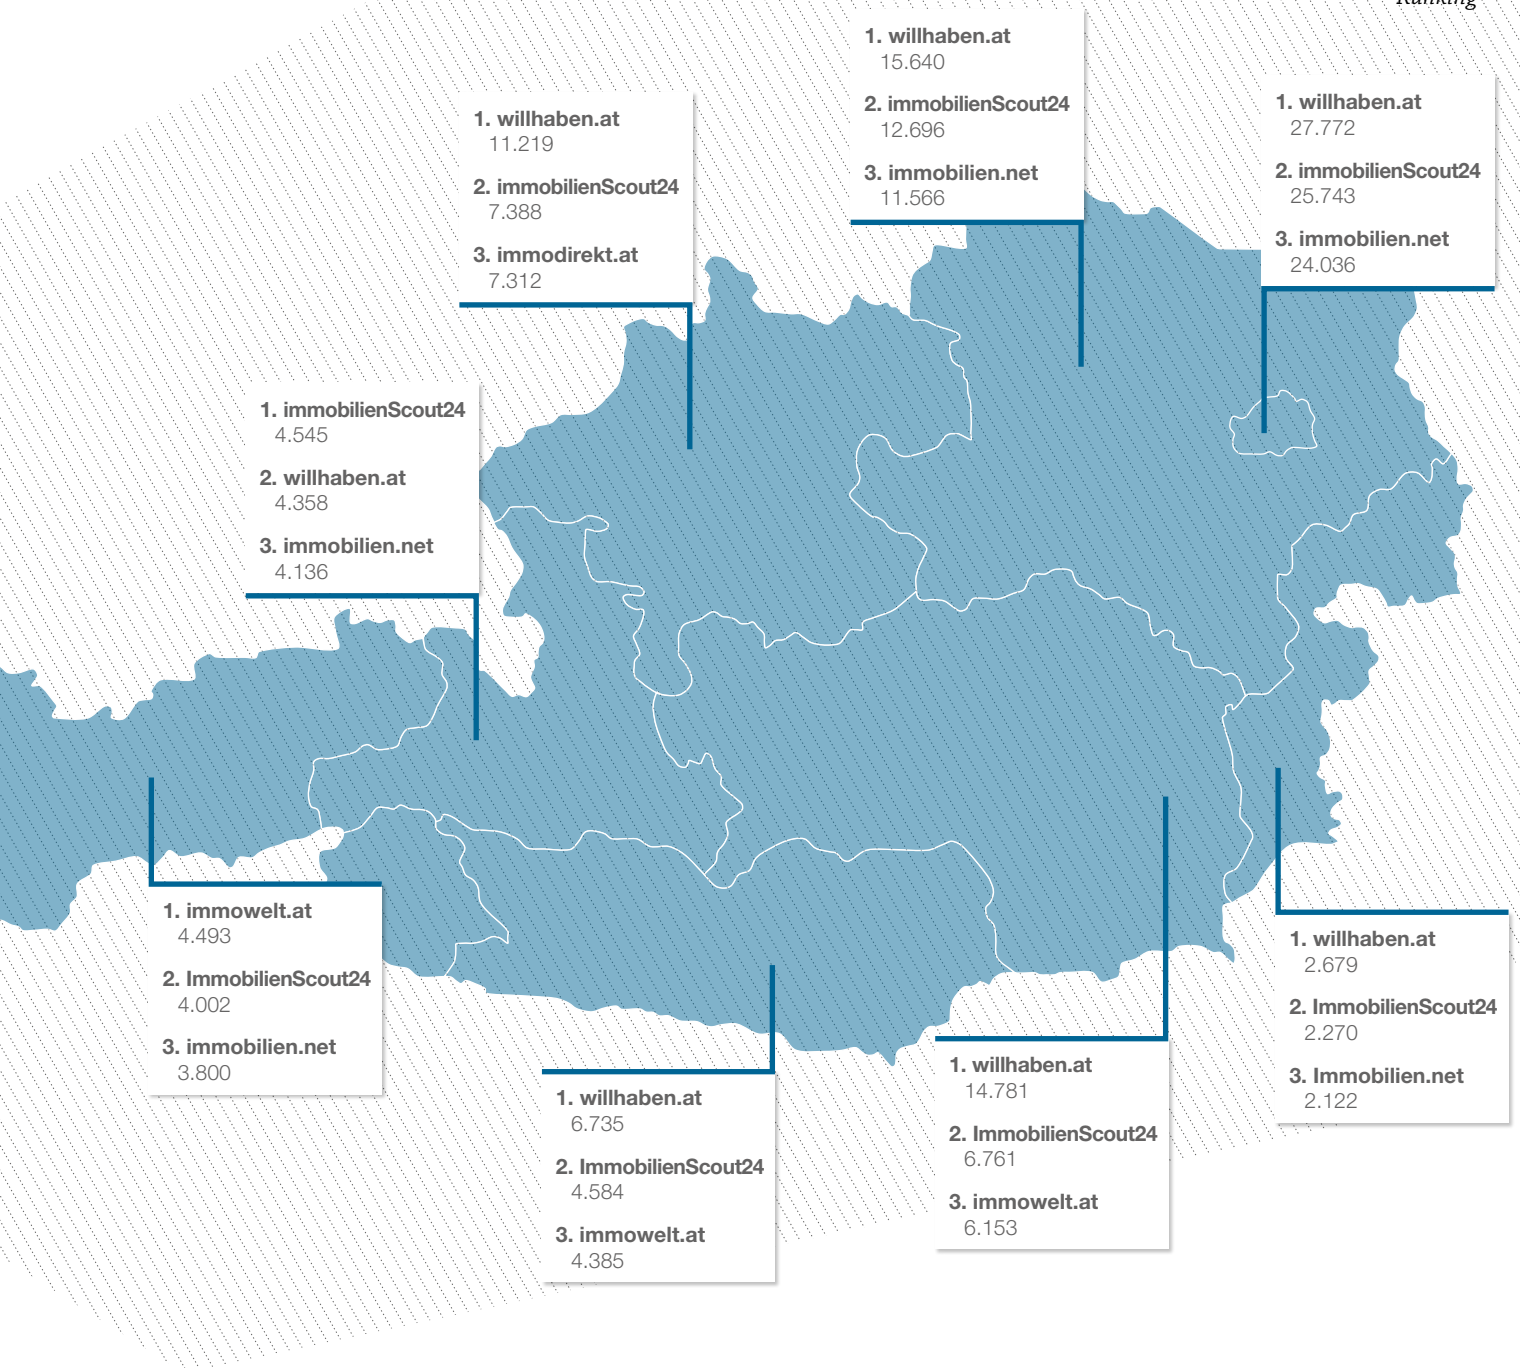 Ranking
1. willhaben.at
15.640
2. immobilienScout24
12.696
3. immobilien.net
11.566
1. willhaben.at
27.772
2. immobilienScout24
25.743
3. immobilien.net
24.036
1. willhaben.at
11.219
2. immobilienScout24
7.388
3. immodirekt.at
7.312
1. immobilienScout24
4.545
2. willhaben.at
4.358
3. immobilien.net
4.136
1. immowelt.at
4.493
2. ImmobilienScout24
4.002
3. immobilien.net
3.800
1. willhaben.at
6.735
2. ImmobilienScout24
4.584
3. immowelt.at
4.385
1. willhaben.at
14.781
2. ImmobilienScout24
6.761
3. immowelt.at
6.153
1. willhaben.at
2.679
2. ImmobilienScout24
2.270
3. Immobilien.net
2.122